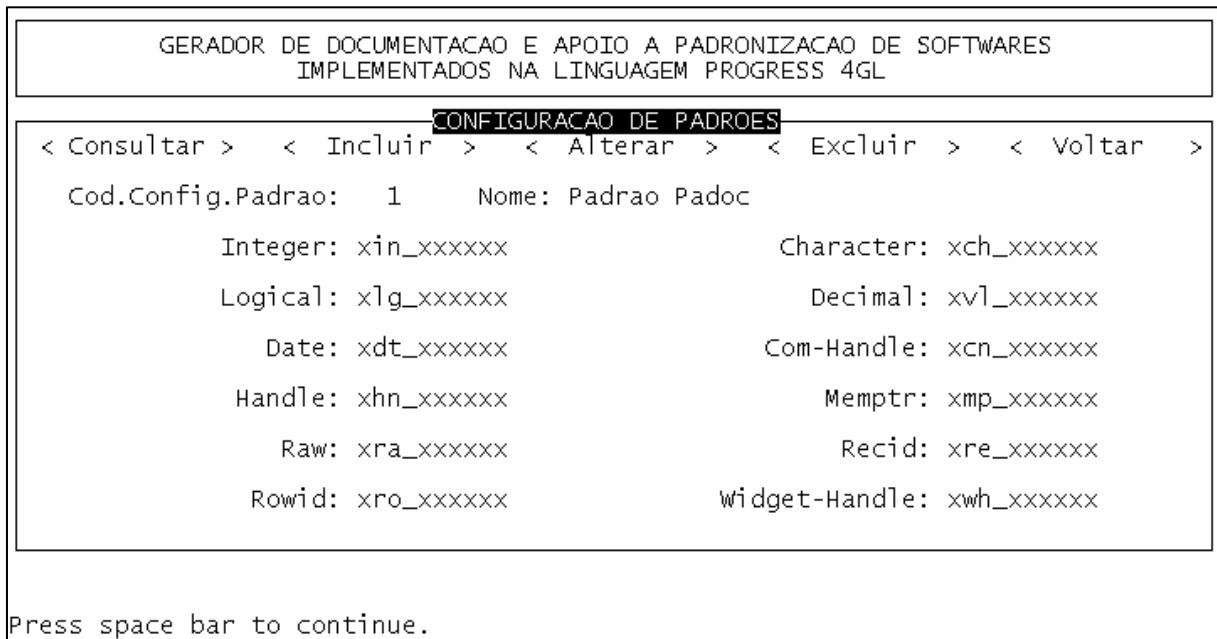 GERADOR DE DOCUMENTACAO E APOIO A PADRONIZACAO DE SOFTWARES
IMPLEMENTADOS NA LINGUAGEM PROGRESS 4GL
CONFIGURACAO DE PADROES
< Consultar > < Incluir > < Alterar > < Excluir > < Voltar >
Cod.Config.Padrao: 1 Nome: Padrao Padoc
Integer: xin_xxxxxx Character: xch_xxxxxx
Logical: xlg_xxxxxx Decimal: xvl_xxxxxx
Date: xdt_xxxxxx Com-Handle: xcn_xxxxxx
Handle: xhn_xxxxxx Memptr: xmp_xxxxxx
Raw: xra_xxxxxx Recid: xre_xxxxxx
Rowid: xro_xxxxxx Widget-Handle: xwh_xxxxxx
Press space bar to continue.